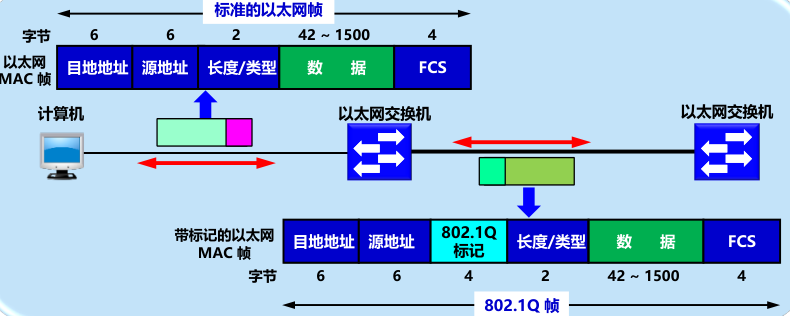 标准的以太网帧
字节 6 6 2 42 ~ 1500 4
以太网
MAC 帧
目地地址 源地址 长度/类型 数 据 FCS
计算机 以太网交换机 以太网交换机
带标记的以太网
MAC 帧
目地地址 源地址 802.1Q
标记 长度/类型 数 据 FCS
字节 6 6 4 2 42 ~ 1500 4
802.1Q 帧